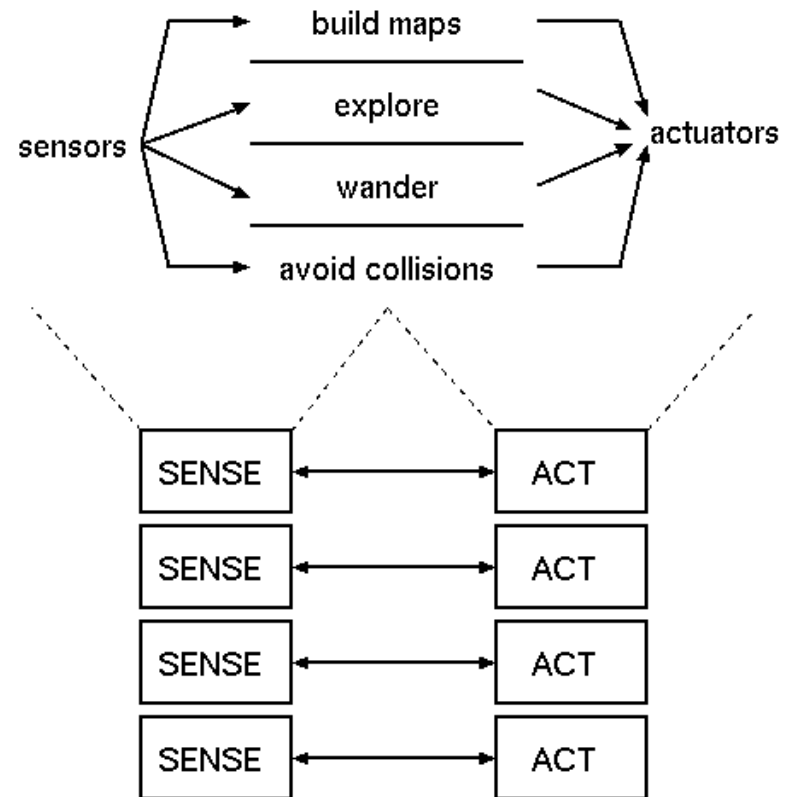 build maps
explore
sensors
actuators
wander
avoid collisions
SENSE ACT
SENSE ACT
SENSE ACT
SENSE ACT